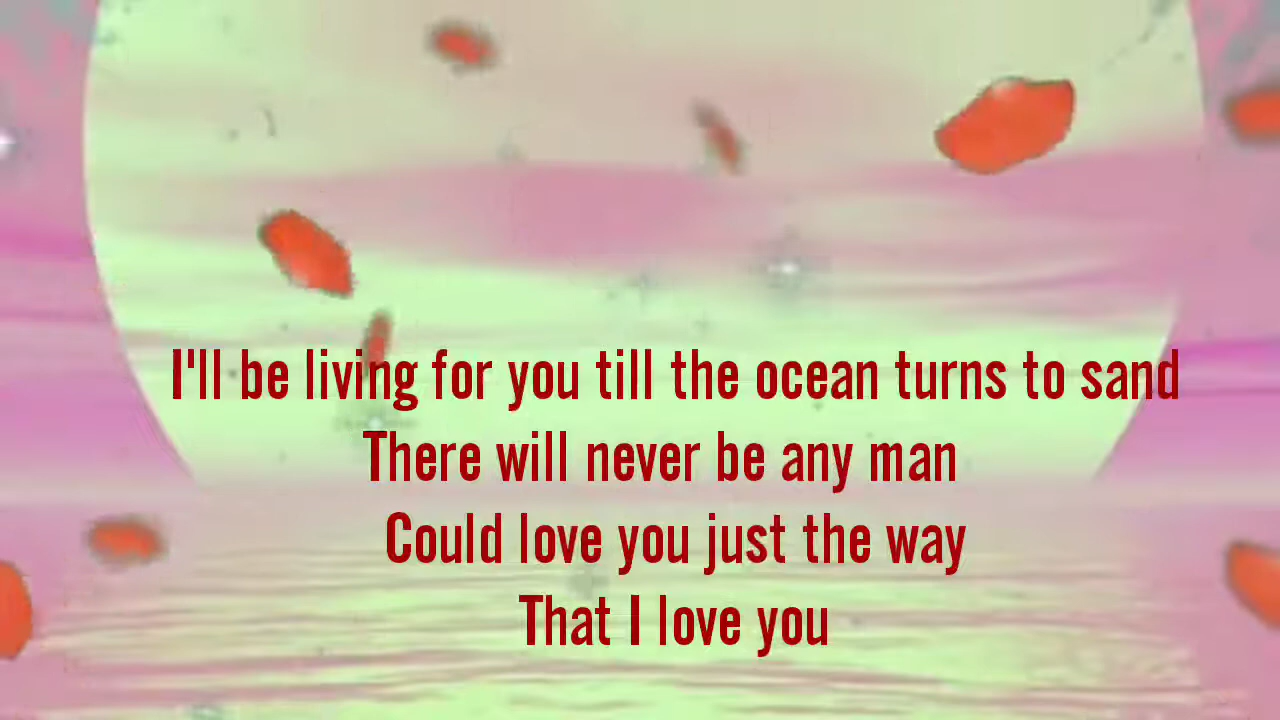 I'll be living for you till the ocean turns to sand
There will never be any man
Could love you just the way
That I love you